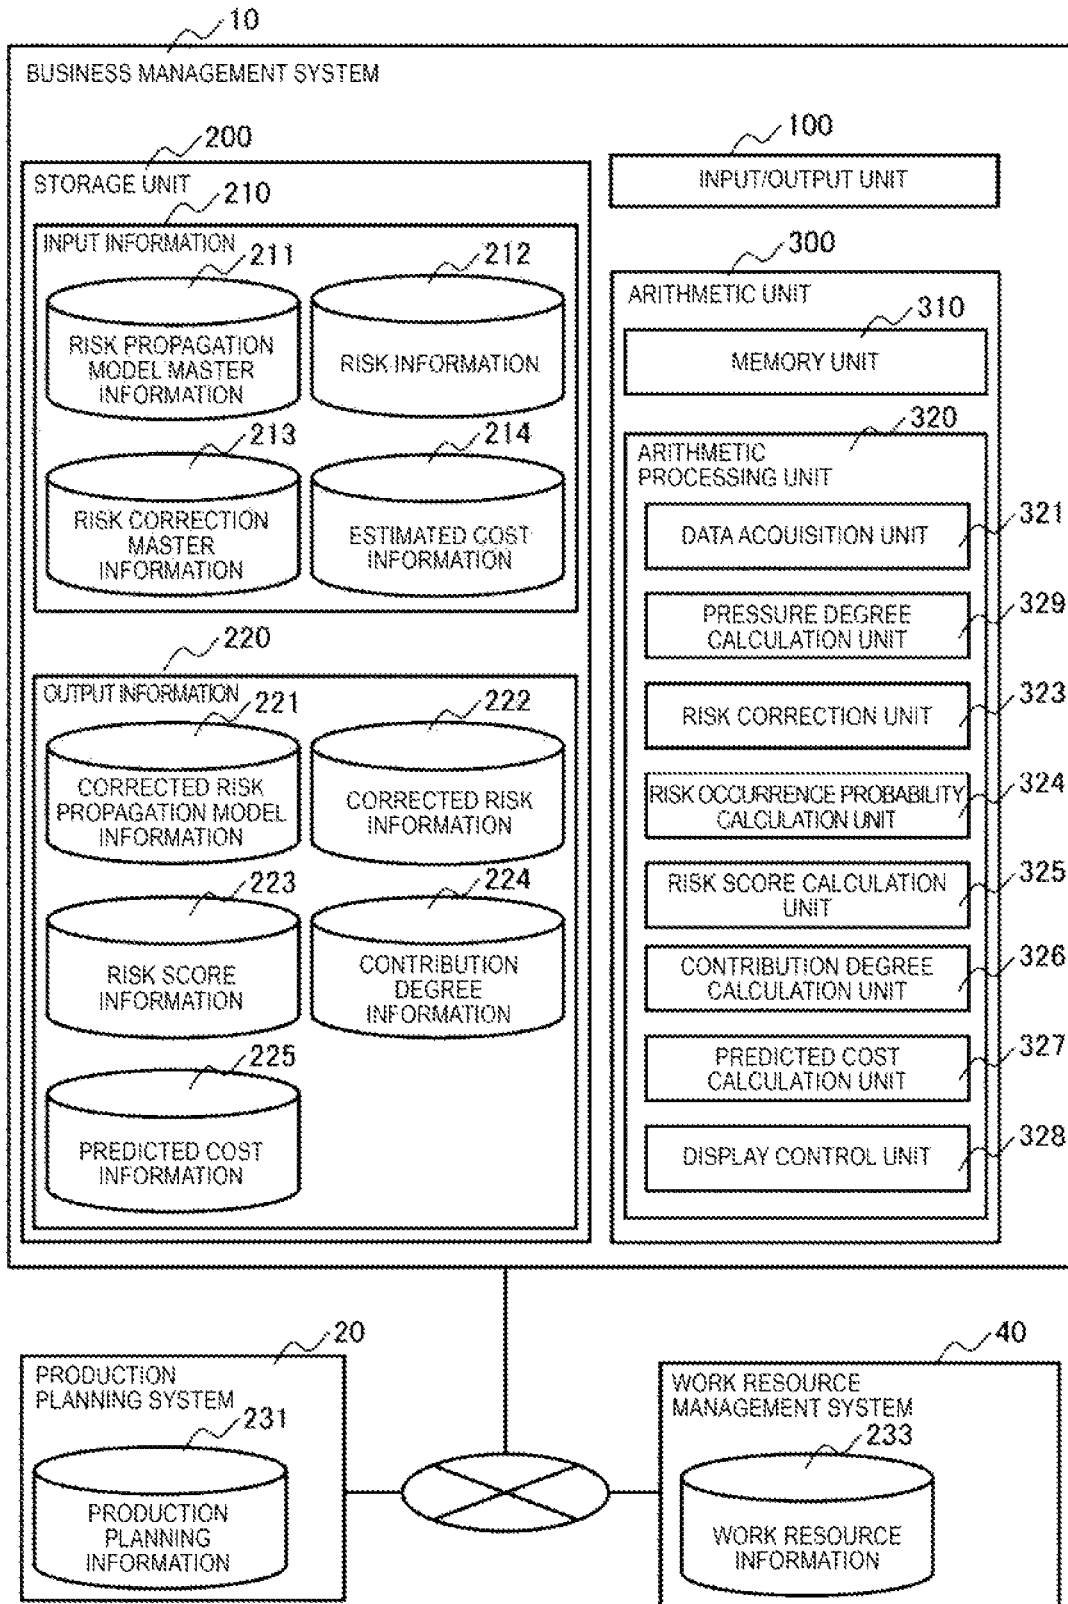 10
BUSINESS MANAGEMENT SYSTEM
200
STORAGE UNIT
210
INPUT INFORMATION
211
RISK PROPAGATION
MODEL MASTER
INFORMATION
212
RISK INFORMATION
213
RISK CORRECTION
MASTER
INFORMATION
214
ESTIMATED COST
INFORMATION
220
OUTPUT INFORMATION
221
CORRECTED RISK
PROPAGATION MODEL
INFORMATION
222
CORRECTED RISK
INFORMATION
223
RISK SCORE
INFORMATION
224
CONTRIBUTION
DEGREE
INFORMATION
225
PREDICTED COST
INFORMATION
100
INPUT/OUTPUT UNIT
300
ARITHMETIC UNIT
310
MEMORY UNIT
320
ARITHMETIC
PROCESSING UNIT
DATA ACQUISITION UNIT
321
PRESSURE DEGREE
CALCULATION UNIT
329
RISK CORRECTION UNIT
323
RISK OCCURRENCE PROBABILITY
CALCULATION UNIT
324
RISK SCORE CALCULATION
UNIT
325
CONTRIBUTION DEGREE
CALCULATION UNIT
326
PREDICTED COST
CALCULATION UNIT
327
DISPLAY CONTROL UNIT
328
20
PRODUCTION
PLANNING SYSTEM
231
PRODUCTION
PLANNING
INFORMATION
40
WORK RESOURCE
MANAGEMENT SYSTEM
233
WORK RESOURCE
INFORMATION